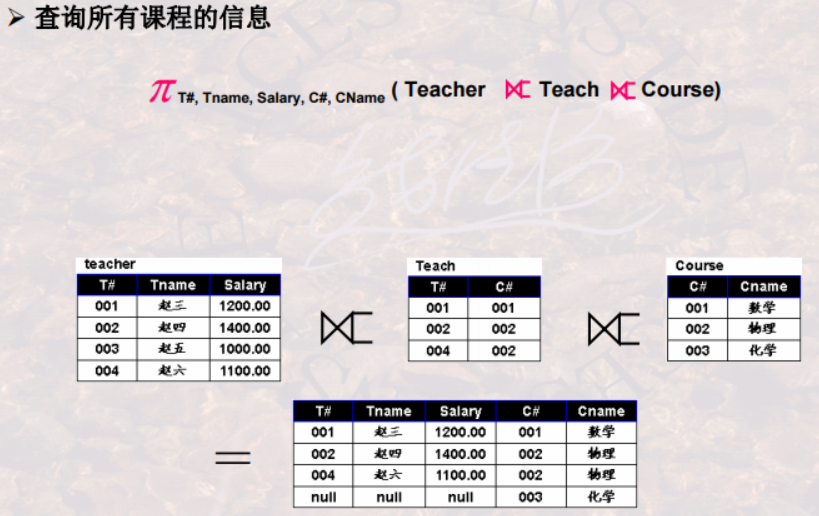 ➢ 查询所有课程的信息
π T#, Tname, Salary, C#, CName ( Teacher ⟖ Teach ⟖ Course)
teacher
T# Tname Salary
001 赵三 1200.00
002 赵四 1400.00
003 赵五 1000.00
004 赵六 1100.00
⟖
Teach
T# C#
001 001
002 002
004 002
⟖
Course
C# Cname
001 数学
002 物理
003 化学
=
T# Tname Salary C# Cname
001 赵三 1200.00 001 数学
002 赵四 1400.00 002 物理
004 赵六 1100.00 002 物理
null null null 003 化学